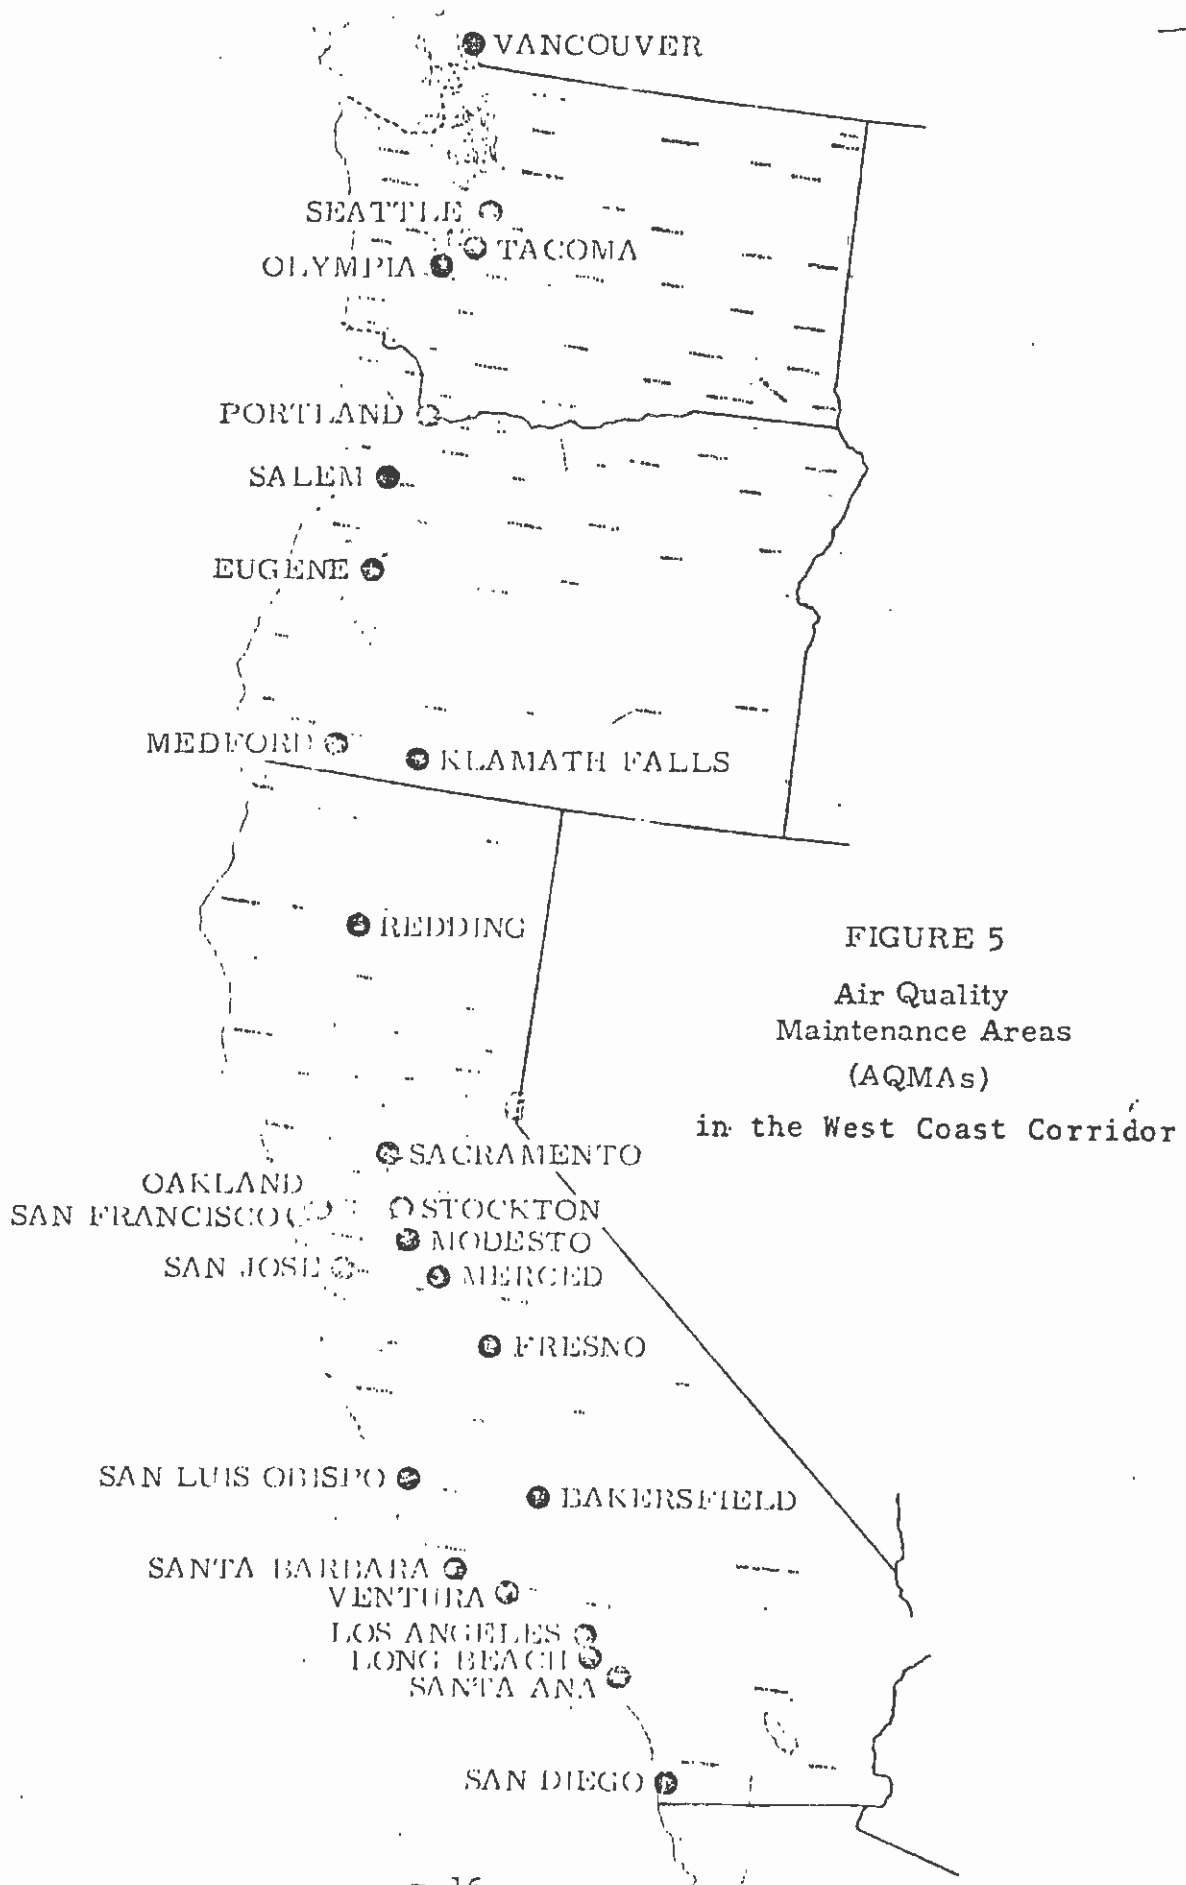 VANCOUVER
SEATTLE
TACOMA
OLYMPIA
PORTLAND
SALEM
EUGENE
MEDFORD
KLAMATH FALLS
REDDING
FIGURE 5
Air Quality
Maintenance Areas
(AQMAs)
in the West Coast Corridor
SACRAMENTO
OAKLAND
SAN FRANCISCO
STOCKTON
MODESTO
SAN JOSE
MERCED
FRESNO
SAN LUIS OBISPO
BAKERSFIELD
SANTA BARBARA
VENTURA
LOS ANGELES
LONG BEACH
SANTA ANA
SAN DIEGO